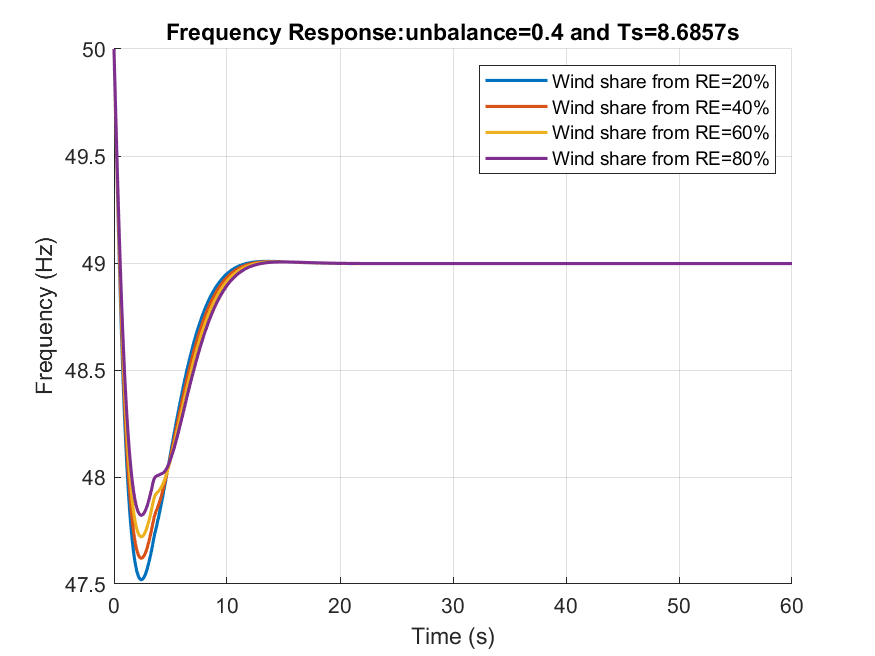 Frequency Response:unbalance=0.4 and Ts=8.6857s
50
49.5
49
48.5
48
47.5
Frequency (Hz)
Wind share from RE=20%
Wind share from RE=40%
Wind share from RE=60%
Wind share from RE=80%
0 10 20 30 40 50 60
Time (s)